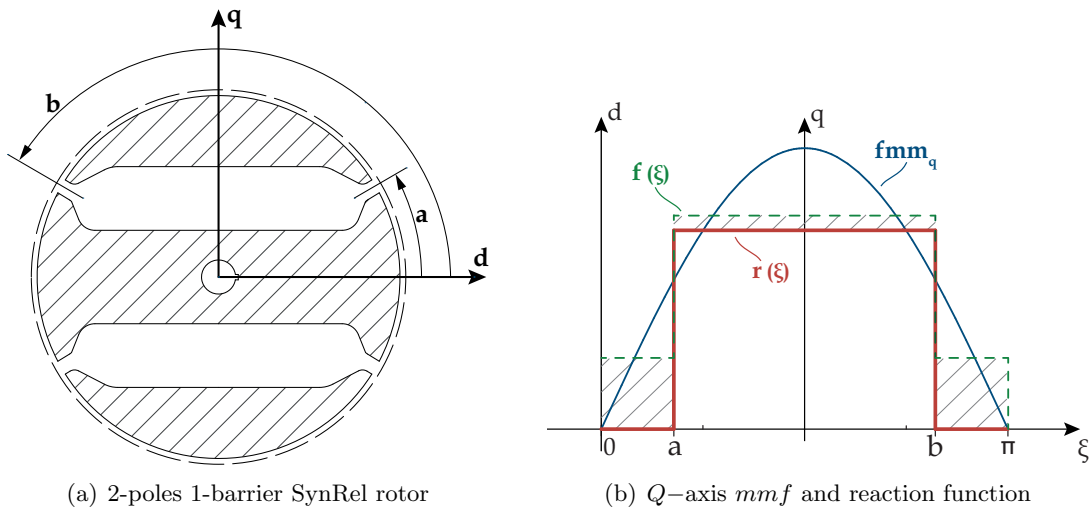 q
b
a
d
d
q
fmm_q
f (ξ)
r (ξ)
0
a
b
π
ξ
(a) 2-poles 1-barrier SynRel rotor
(b) Q−axis mmf and reaction function